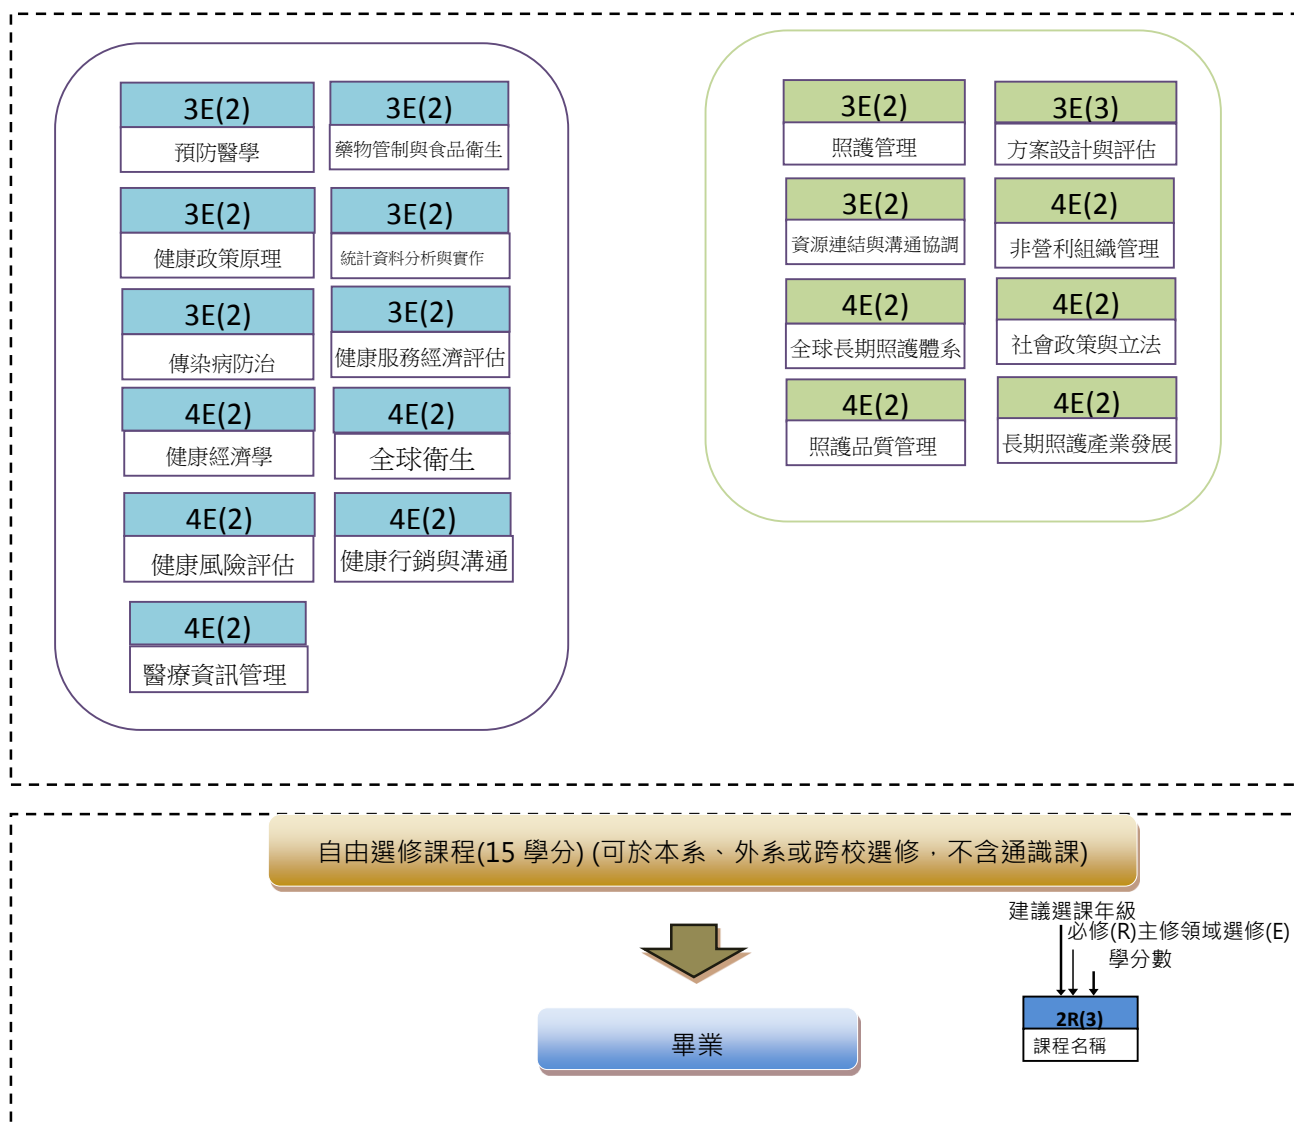 3E(2)
預防醫學
3E(2)
藥物管制與食品衛生
3E(2)
健康政策原理
3E(2)
統計資料分析與實作
3E(2)
傳染病防治
3E(2)
健康服務經濟評估
4E(2)
健康經濟學
4E(2)
全球衛生
4E(2)
健康風險評估
4E(2)
健康行銷與溝通
4E(2)
醫療資訊管理
3E(2)
照護管理
3E(3)
方案設計與評估
3E(2)
資源連結與溝通協調
4E(2)
非營利組織管理
4E(2)
全球長期照護體系
4E(2)
社會政策與立法
4E(2)
照護品質管理
4E(2)
長期照護產業發展
自由選修課程(15 學分) (可於本系、外系或跨校選修，不含通識課)
建議選課年級
必修(R)主修領域選修(E)
學分數
2R(3)
課程名稱
畢業